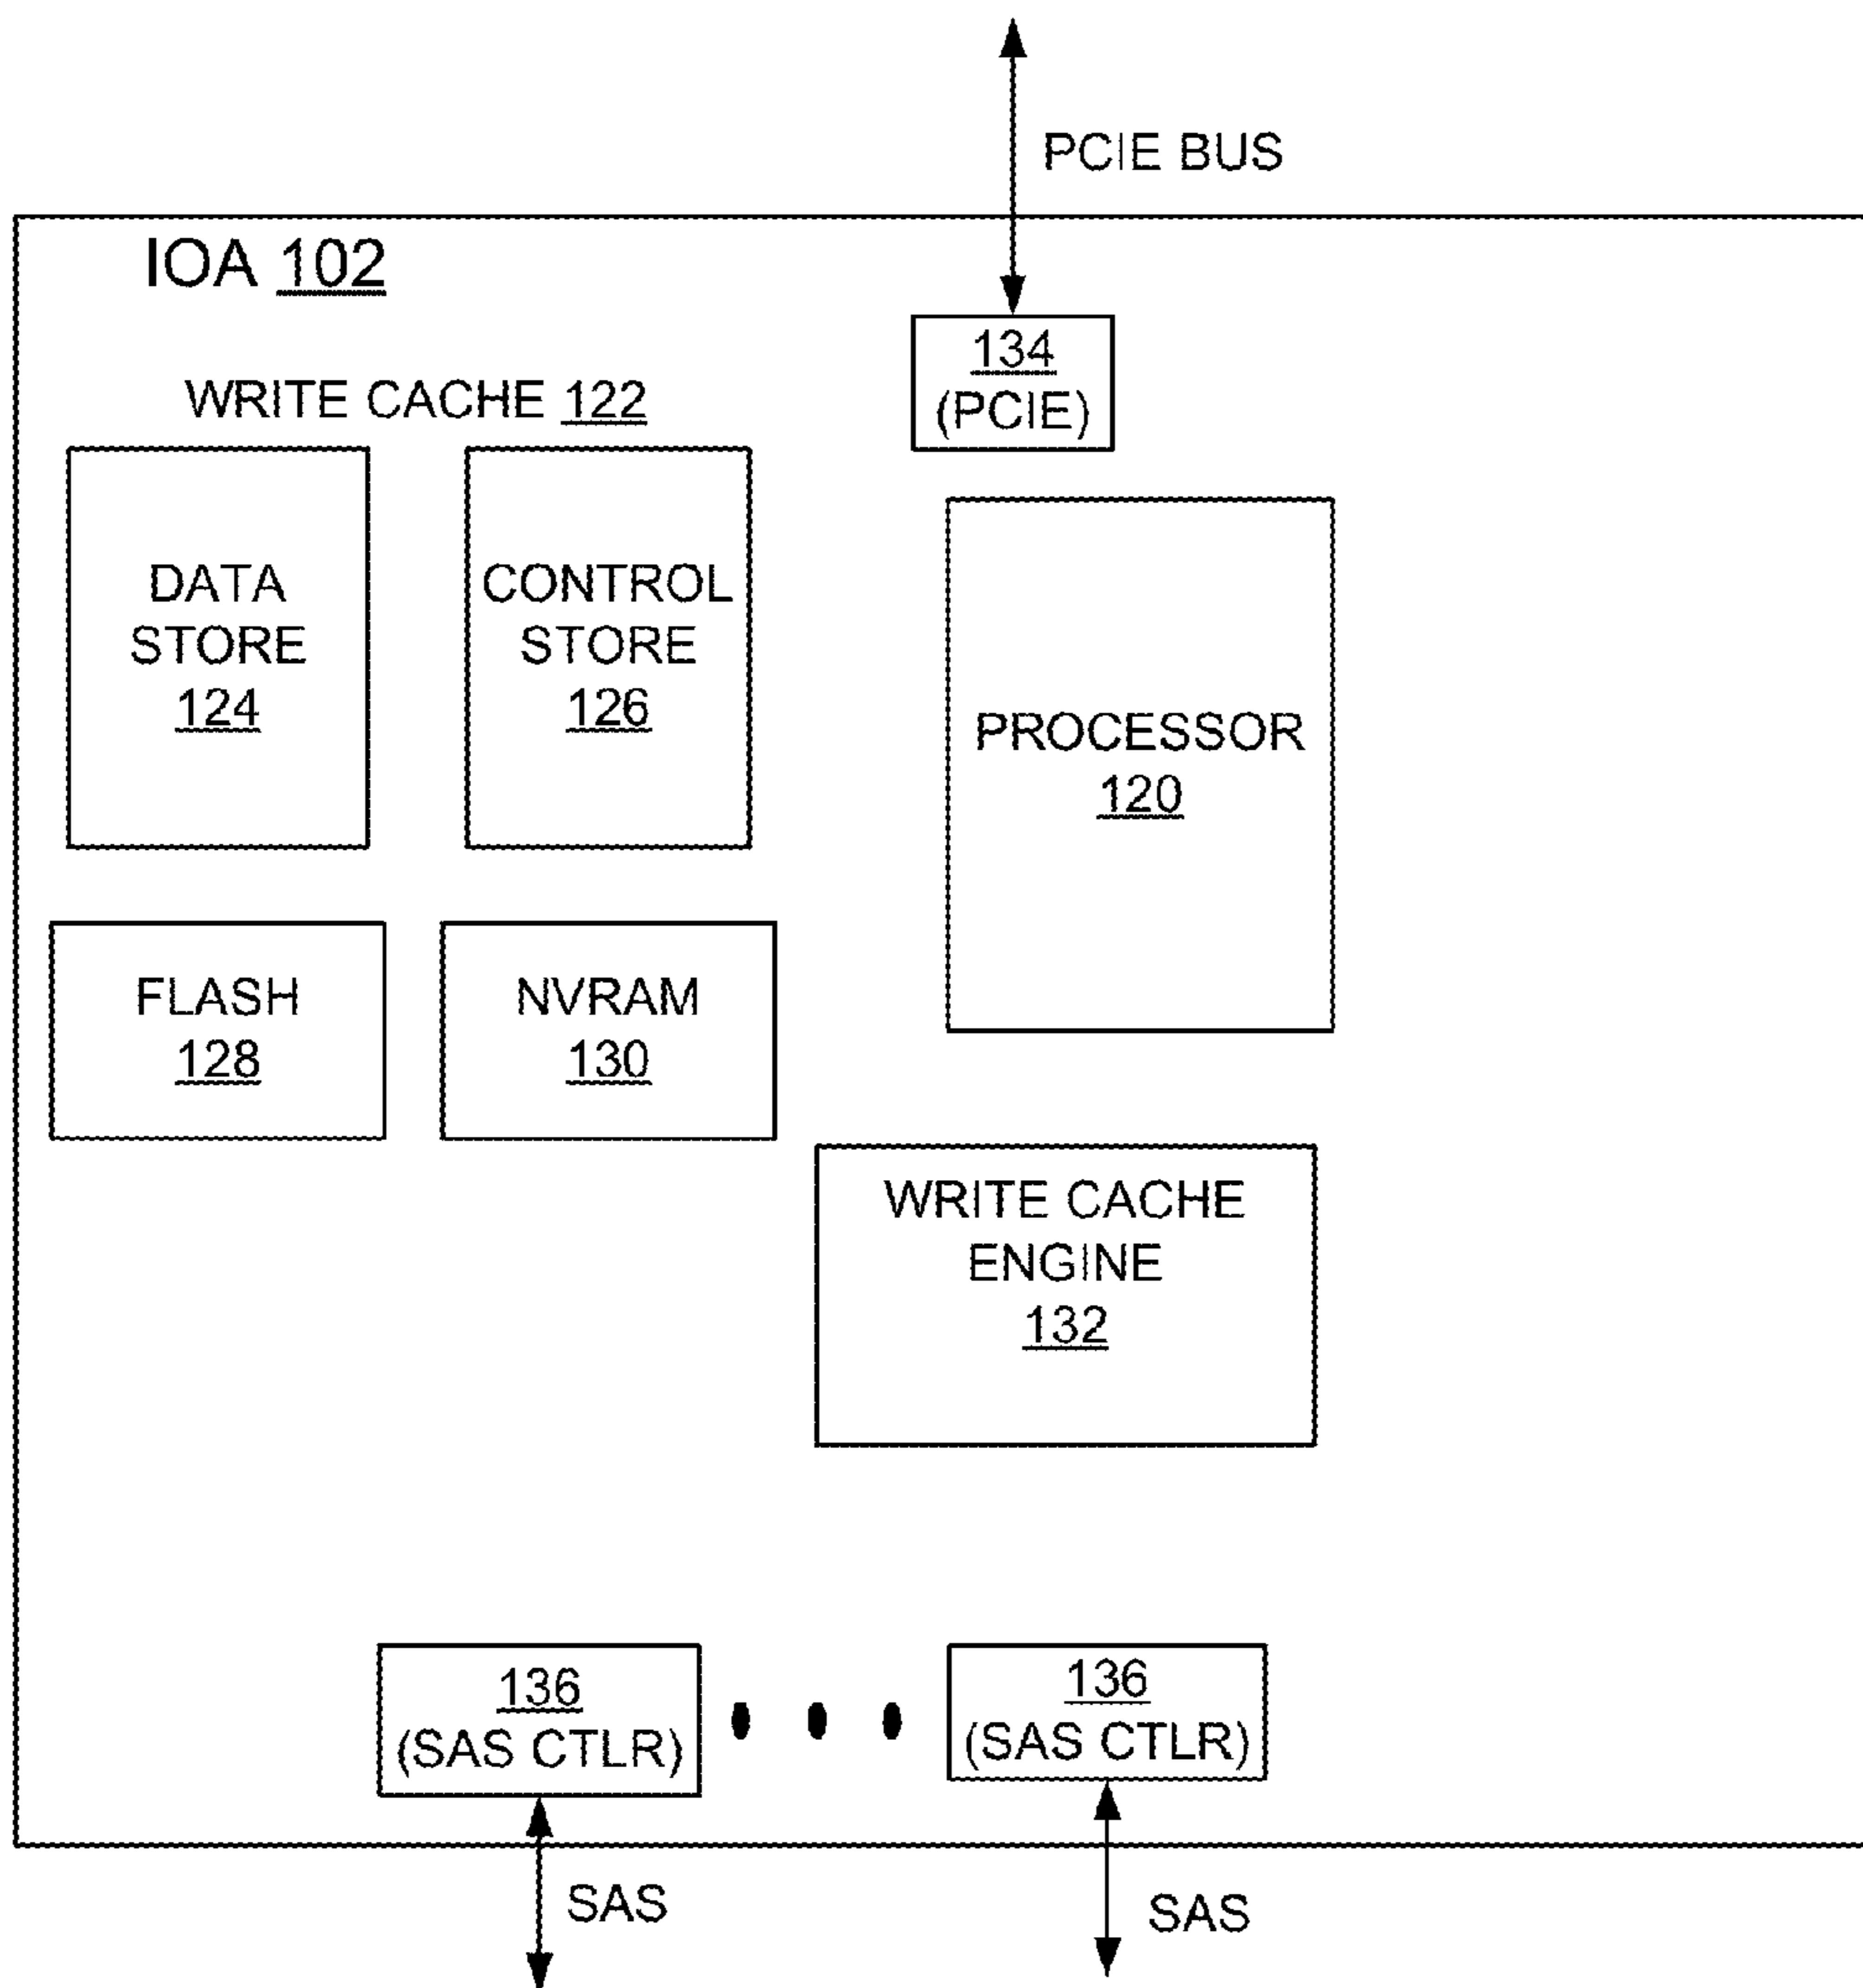 PCIE BUS
IOA 102
134
(PCIE)
WRITE CACHE 122
DATA
STORE
124
CONTROL
STORE
126
PROCESSOR
120
FLASH
128
NVRAM
130
WRITE CACHE
ENGINE
132
136
(SAS CTLR)
136
(SAS CTLR)
SAS
SAS